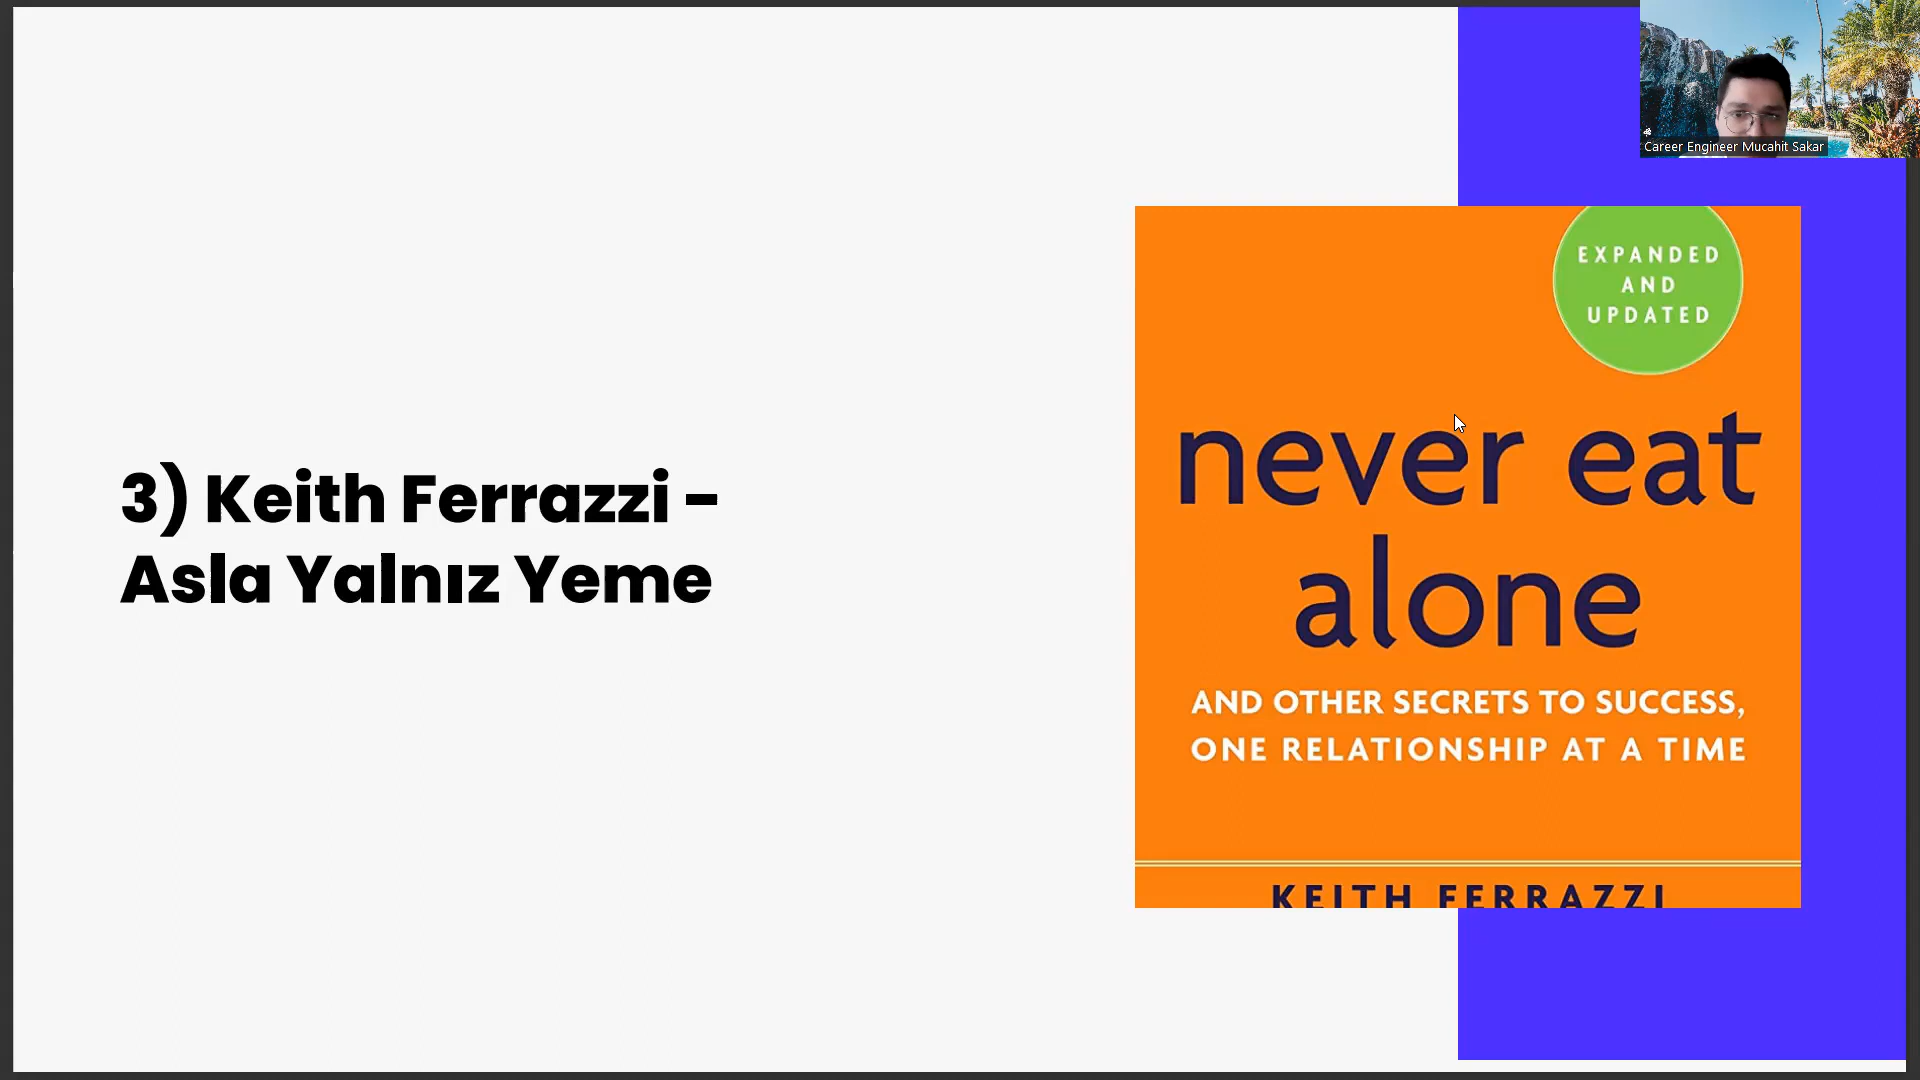 Career Engineer Mucahit Sakar
3) Keith Ferrazzi –
Asla Yalnız Yeme
EXPANDED
AND
UPDATED
never eat
alone
AND OTHER SECRETS TO SUCCESS,
ONE RELATIONSHIP AT A TIME
KEITH FERRAZZI